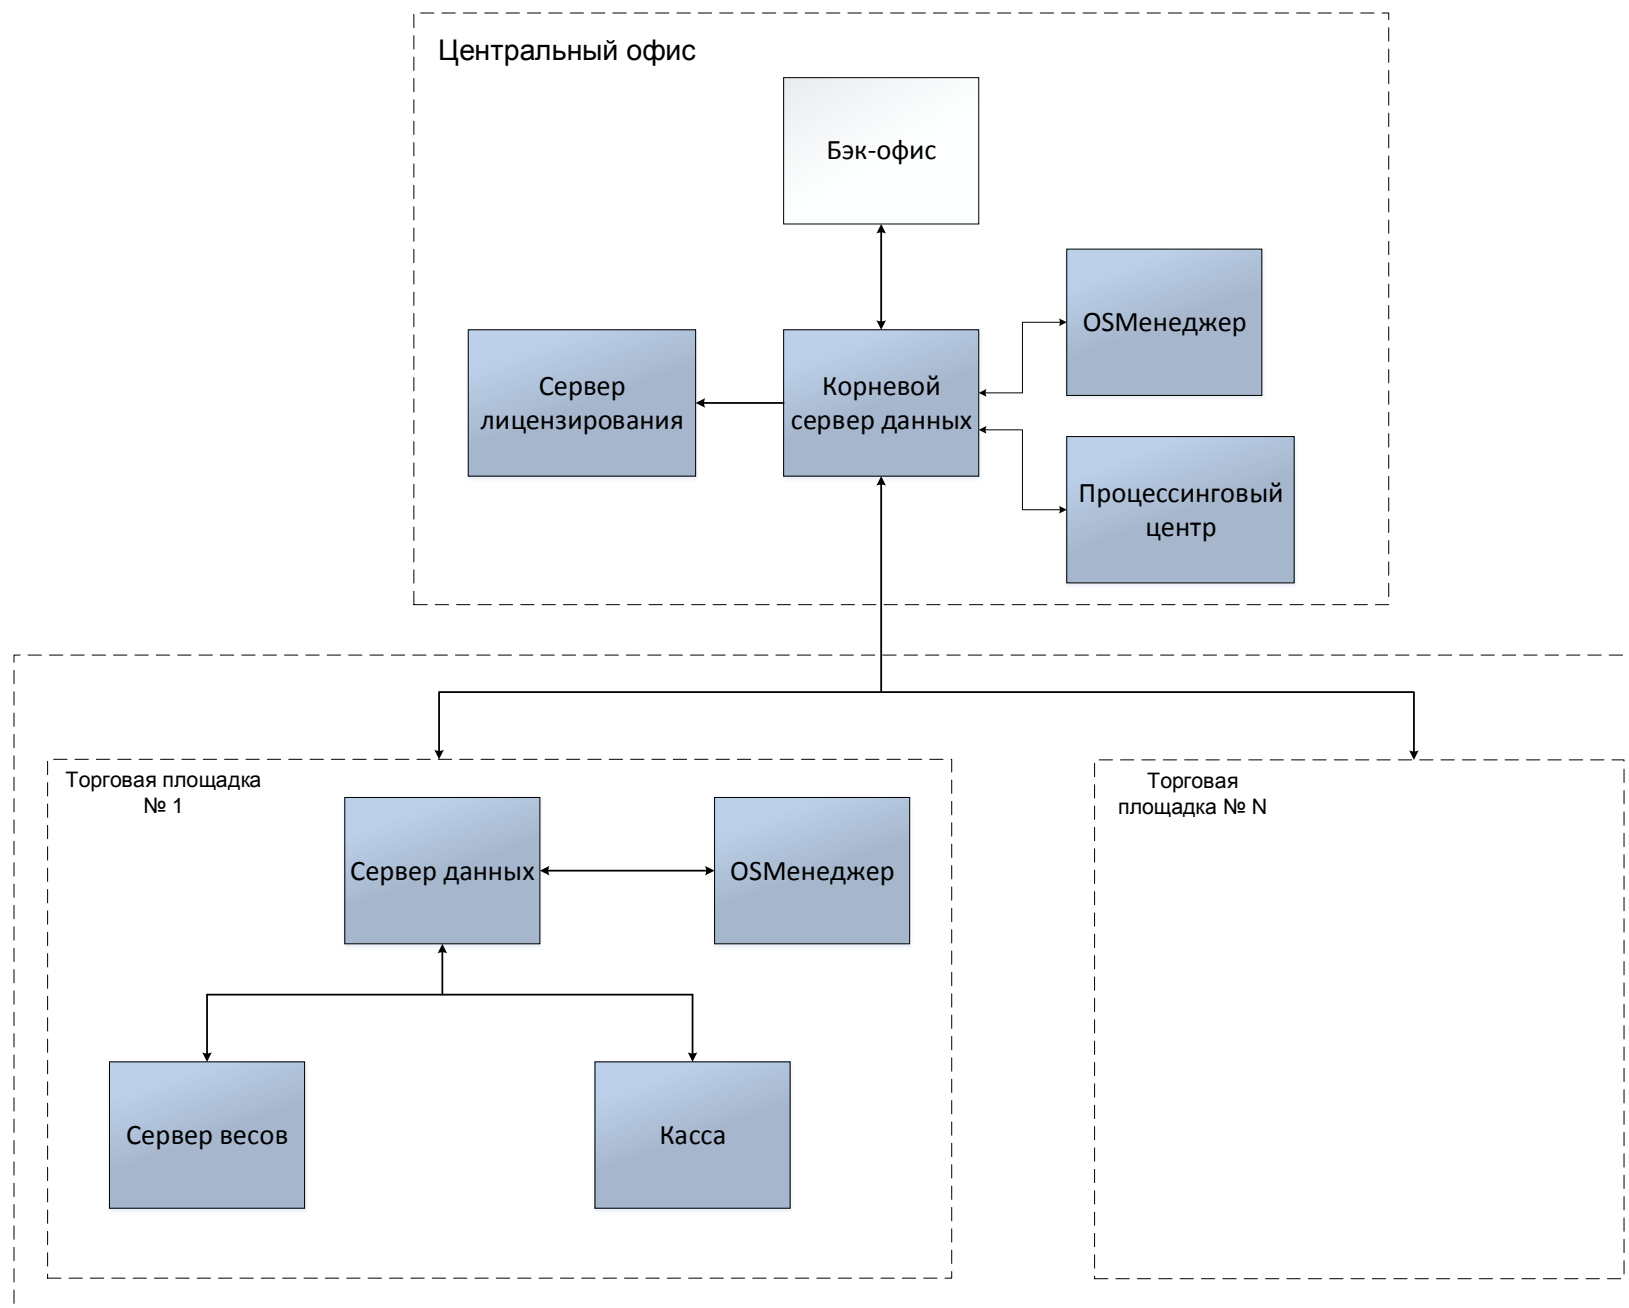 Центральный офис
Бэк-офис
OSМенеджер
Сервер
лицензирования
Корневой
сервер данных
Процессинговый
центр
Торговая площадка
№ 1
Сервер данных
OSМенеджер
Сервер весов
Касса
Торговая
площадка № N